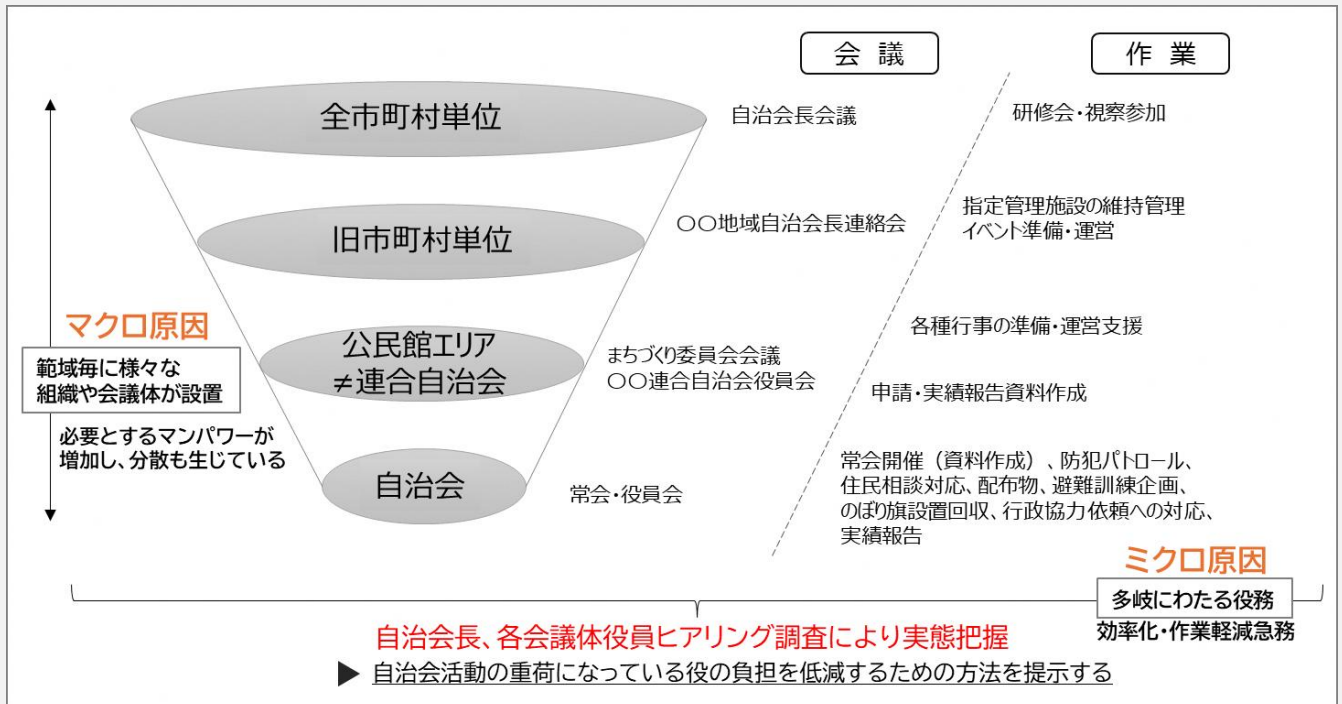 会 議
作 業
全市町村単位
自治会長会議
研修会・視察参加
旧市町村単位
〇〇地域自治会長連絡会
指定管理施設の維持管理
イベント準備・運営
マクロ原因
範域毎に様々な
組織や会議体が設置
必要とするマンパワーが
増加し、分散も生じている
公民館エリア
≠連合自治会
まちづくり委員会会議
〇〇連合自治会役員会
各種行事の準備・運営支援
申請・実績報告資料作成
自治会
常会・役員会
常会開催（資料作成）、防犯パトロール、
住民相談対応、配布物、避難訓練企画、
のぼり旗設置回収、行政協力依頼への対応、
実績報告
ミクロ原因
多岐にわたる役務
効率化・作業軽減急務
自治会長、各会議体役員ヒアリング調査により実態把握
▶ 自治会活動の重荷になっている役の負担を低減するための方法を提示する